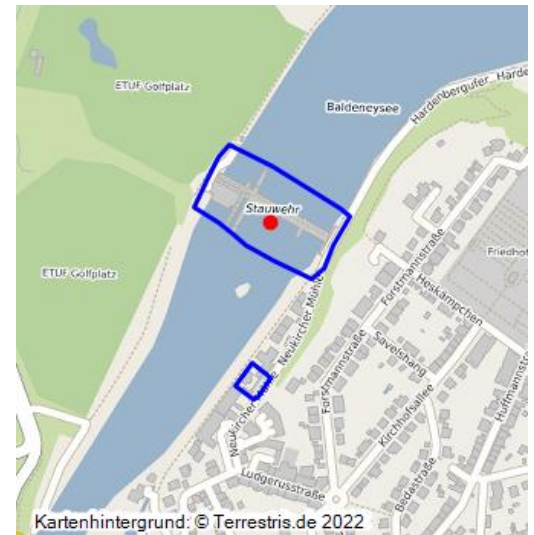 ETUF Golfplatz
Baldeneysee
Hardenbergufer
Harde
Stauwehr
Friedhof
ETUF Golfplatz
Heskämpchen
Forstmannstraße
Neukircher Mühle
Savelshang
Forstmannstraße
Kirchhofsallee
Huffmannstr
Neukircher Mühle
Bedastraße
Ludgerusstraße
Kartenhintergrund: © Terrestris.de 2022